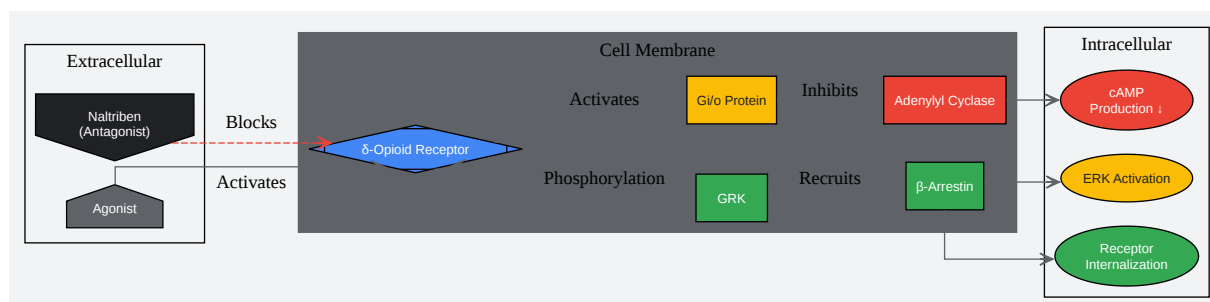 Extracellular
Naltriben
(Antagonist)
Agonist
Blocks
Activates
Cell Membrane
δ-Opioid Receptor
Activates
Gi/o Protein
Inhibits
Adenylyl Cyclase
Phosphorylation
GRK
Recruits
β-Arrestin
Intracellular
cAMP
Production ↓
ERK Activation
Receptor
Internalization